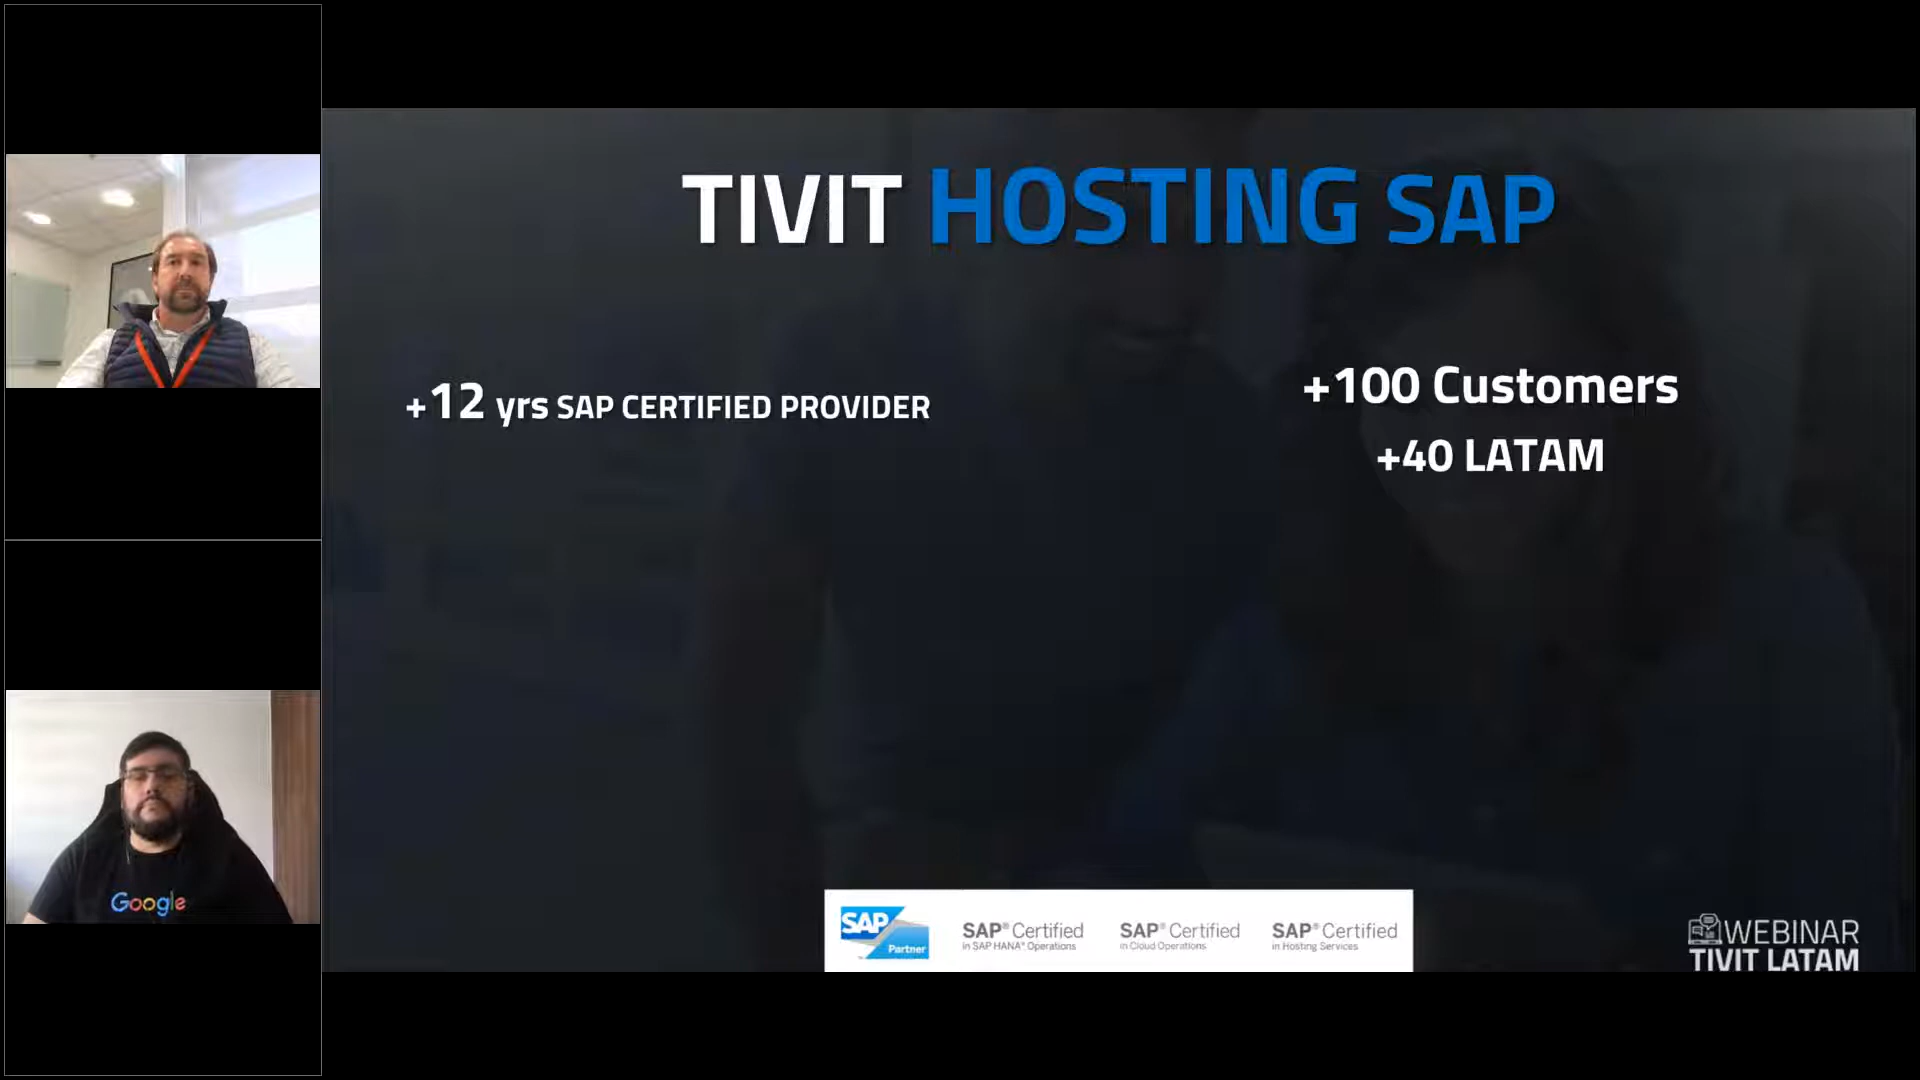 TIVIT HOSTING SAP
+12 yrs SAP CERTIFIED PROVIDER
+100 Customers
+40 LATAM
SAP Partner
SAP® Certified
in SAP HANA® Operations
SAP® Certified
in Cloud Operations
SAP® Certified
in Hosting Services
WEBINAR
TIVIT LATAM
Google